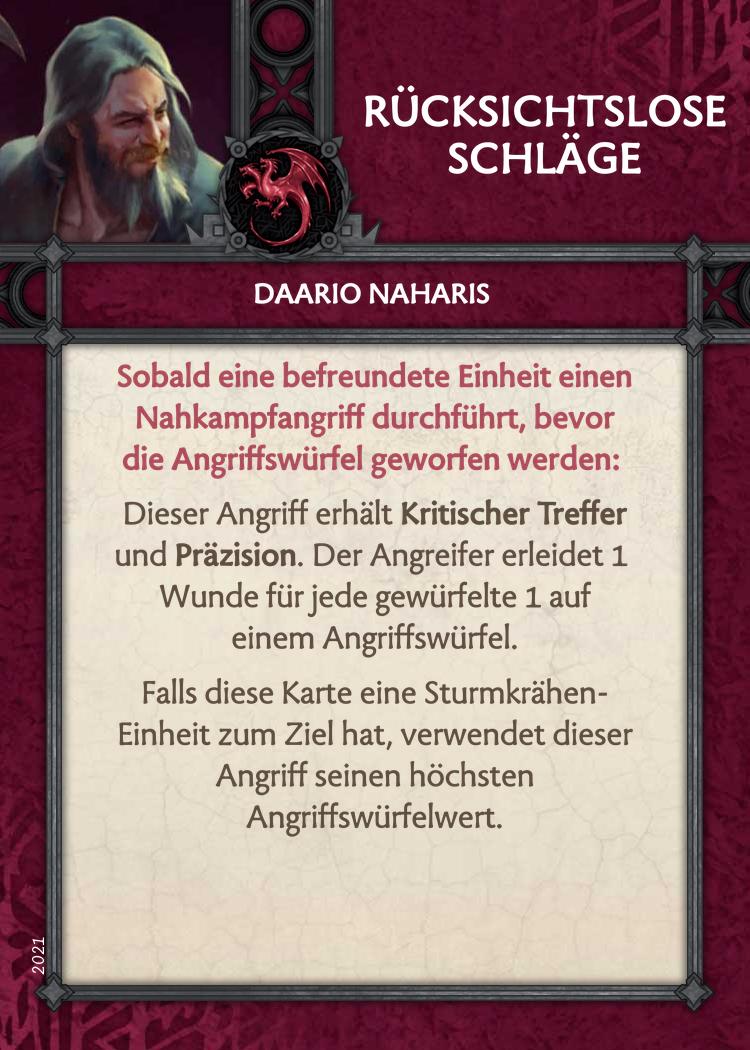 RÜCKSICHTSLOSE
SCHLÄGE
DAARIO NAHARIS
Sobald eine befreundete Einheit einen
Nahkampfangriff durchführt, bevor
die Angriffswürfel geworfen werden:
Dieser Angriff erhält Kritischer Treffer
und Präzision. Der Angreifer erleidet 1
Wunde für jede gewürfelte 1 auf
einem Angriffswürfel.
Falls diese Karte eine Sturmkrähen-
Einheit zum Ziel hat, verwendet dieser
Angriff seinen höchsten
Angriffswürfelwert.
2021